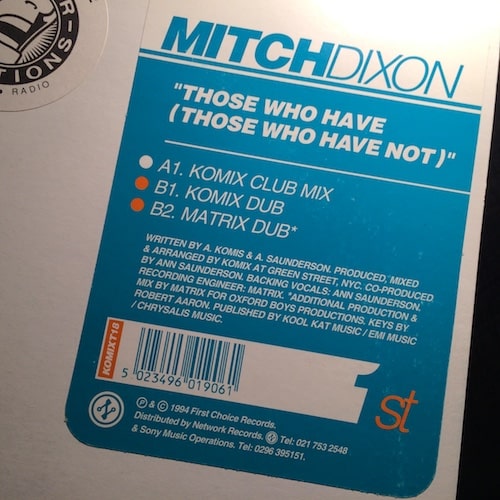 TIONS
• RADIO
MITCHDIXON
"THOSE WHO HAVE
(THOSE WHO HAVE NOT)"
A1. KOMIX CLUB MIX
B1. KOMIX DUB
B2. MATRIX DUB*
WRITTEN BY A. KOMIS & A. SAUNDERSON. PRODUCED, MIXED
& ARRANGED BY KOMIX AT GREEN STREET, NYC. CO-PRODUCED
BY ANN SAUNDERSON. BACKING VOCALS: ANN SAUNDERSON.
RECORDING ENGINEER: MATRIX. *ADDITIONAL PRODUCTION &
MIX BY MATRIX FOR OXFORD BOYS PRODUCTIONS. KEYS BY
ROBERT AARON. PUBLISHED BY KOOL KAT MUSIC / EMI MUSIC
/ CHRYSALIS MUSIC.
KOMIXT18
5 023496 019061
1st
℗ & © 1994 First Choice Records.
Distributed by Network Records. Tel: 021 753 2548
& Sony Music Operations. Tel: 0296 395151.